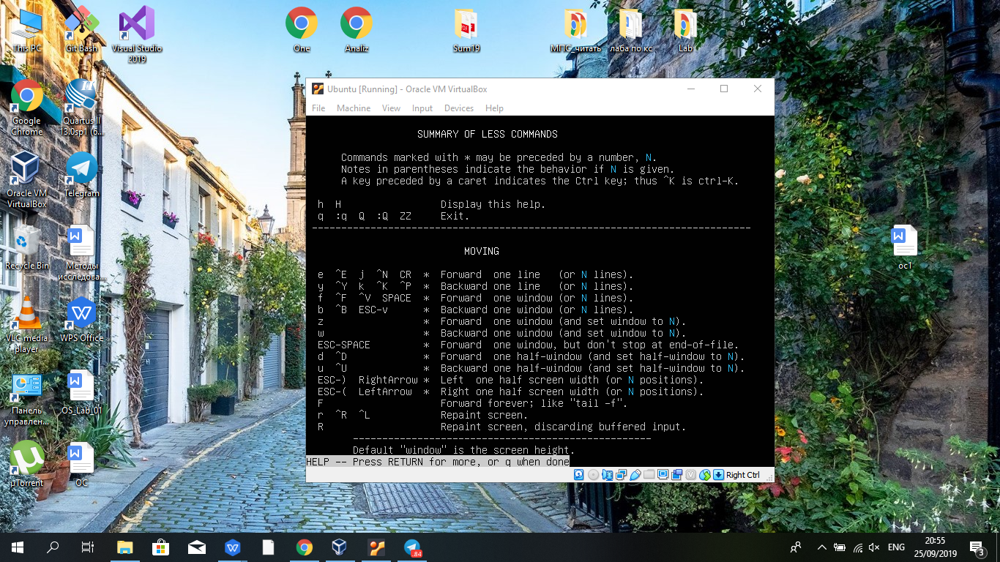 This PC
Git Bash
Visual Studio 2019
One
Analiz
Sum19
МПС_читать
лаба по кс
Lab
Google Chrome
Quartus II 13.0sp1 (6...
Oracle VM VirtualBox
Telegram
Recycle Bin
Методы исследова...
VLC media player
WPS Office
Панель управлен...
OS_Lab_01
µTorrent
ОС
ос1
Ubuntu [Running] - Oracle VM VirtualBox
File Machine View Input Devices Help
SUMMARY OF LESS COMMANDS
Commands marked with * may be preceded by a number, N.
Notes in parentheses indicate the behavior if N is given.
A key preceded by a caret indicates the Ctrl key; thus ^K is ctrl-K.
h H Display this help.
q :q Q :Q ZZ Exit.
---------------------------------------------------------------------------
MOVING
e ^E j ^N CR * Forward one line (or N lines).
y ^Y k ^K ^P * Backward one line (or N lines).
f ^F ^V SPACE * Forward one window (or N lines).
b ^B ESC-v * Backward one window (or N lines).
z * Forward one window (and set window to N).
w * Backward one window (and set window to N).
ESC-SPACE * Forward one window, but don't stop at end-of-file.
d ^D * Forward one half-window (and set half-window to N).
u ^U * Backward one half-window (and set half-window to N).
ESC-) RightArrow * Left one half screen width (or N positions).
ESC-( LeftArrow * Right one half screen width (or N positions).
F Forward forever; like "tail -f".
r ^R ^L Repaint screen.
R Repaint screen, discarding buffered input.
---------------------------------------------------
Default "window" is the screen height.
HELP -- Press RETURN for more, or q when done
Right Ctrl
84
ENG
20:55
25/09/2019
3